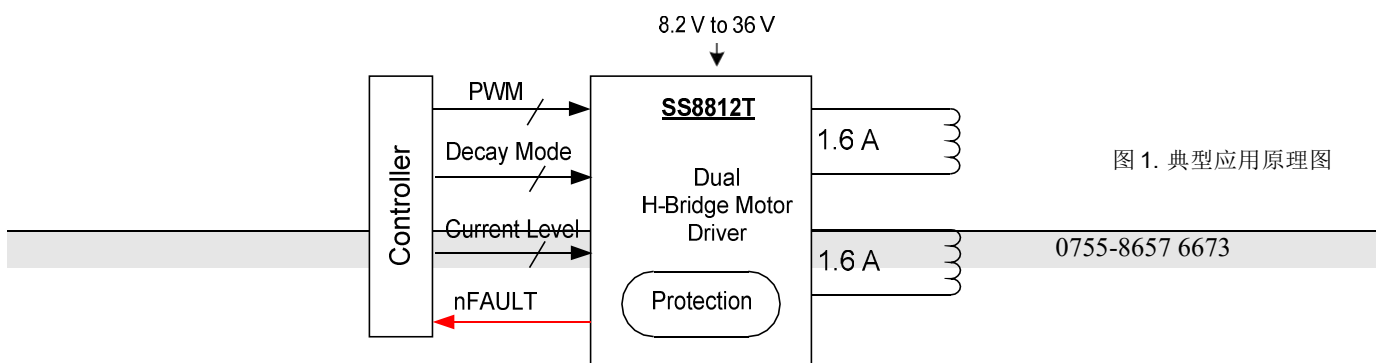 8.2 V to 36 V
PWM
SS8812T
Decay Mode
1.6 A
图 1. 典型应用原理图
Controller
Dual
H-Bridge Motor
Driver
Current Level
1.6 A
0755-8657 6673
nFAULT
Protection